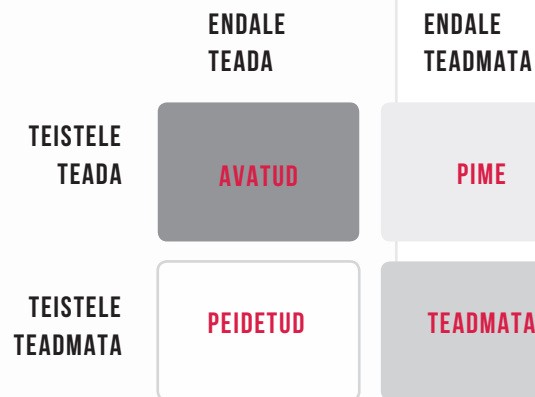 ENDALE
TEADA
ENDALE
TEADMATA
TEISTELE
TEADA
AVATUD
PIME
TEISTELE
TEADMATA
PEIDETUD
TEADMATA